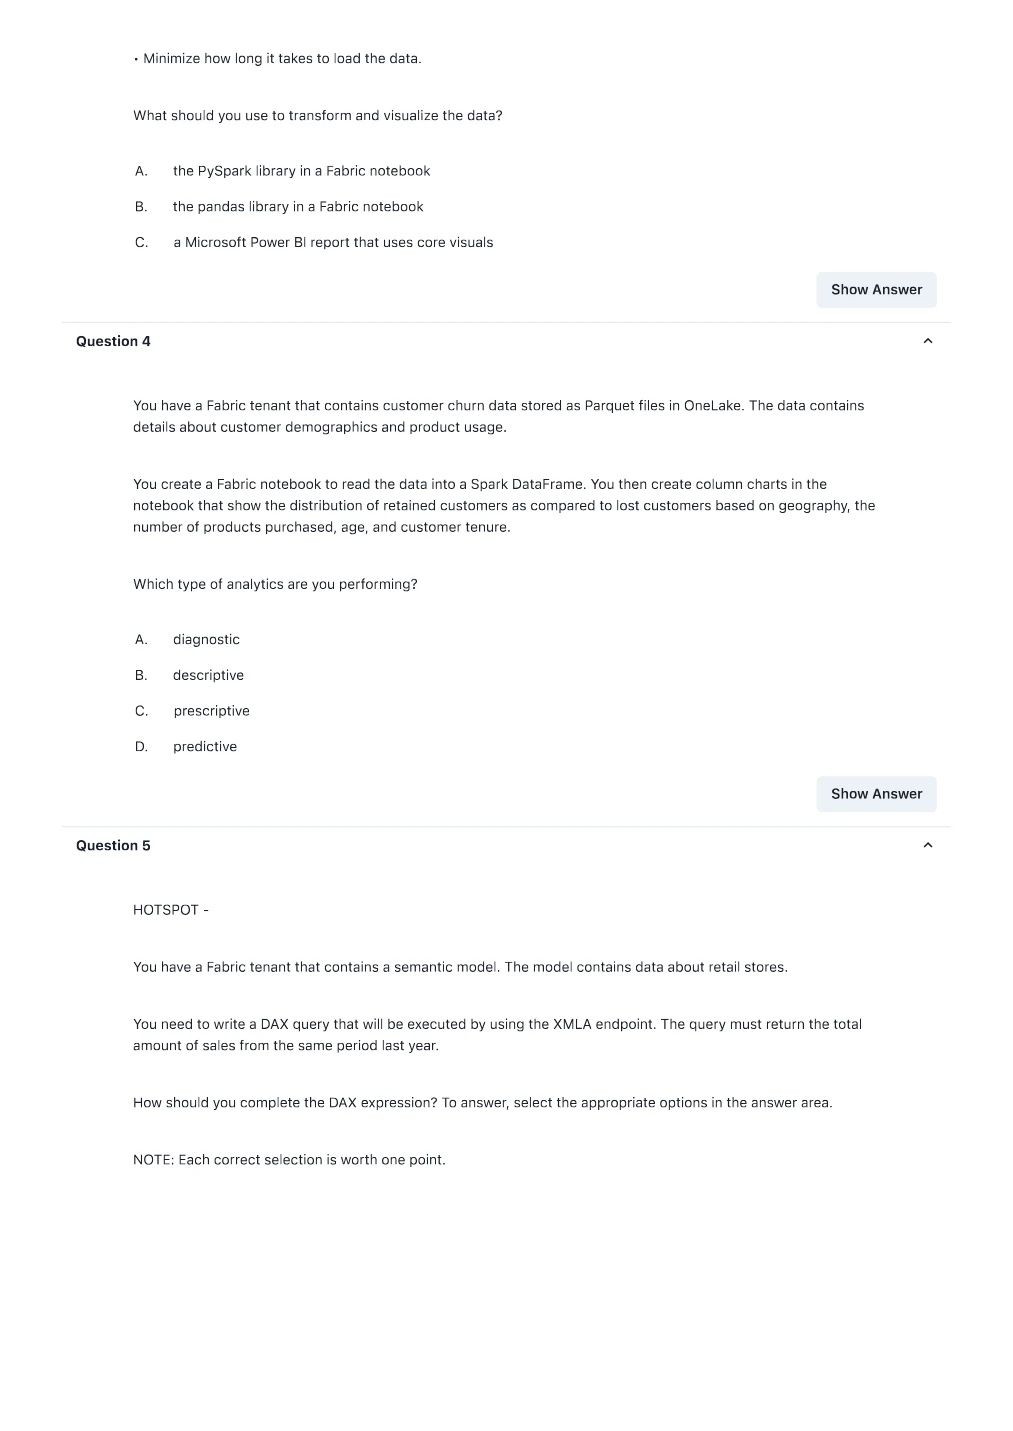 • Minimize how long it takes to load the data.
What should you use to transform and visualize the data?
A. the PySpark library in a Fabric notebook
B. the pandas library in a Fabric notebook
C. a Microsoft Power BI report that uses core visuals
Show Answer
Question 4
You have a Fabric tenant that contains customer churn data stored as Parquet files in OneLake. The data contains
details about customer demographics and product usage.
You create a Fabric notebook to read the data into a Spark DataFrame. You then create column charts in the
notebook that show the distribution of retained customers as compared to lost customers based on geography, the
number of products purchased, age, and customer tenure.
Which type of analytics are you performing?
A. diagnostic
B. descriptive
C. prescriptive
D. predictive
Show Answer
Question 5
HOTSPOT -
You have a Fabric tenant that contains a semantic model. The model contains data about retail stores.
You need to write a DAX query that will be executed by using the XMLA endpoint. The query must return the total
amount of sales from the same period last year.
How should you complete the DAX expression? To answer, select the appropriate options in the answer area.
NOTE: Each correct selection is worth one point.